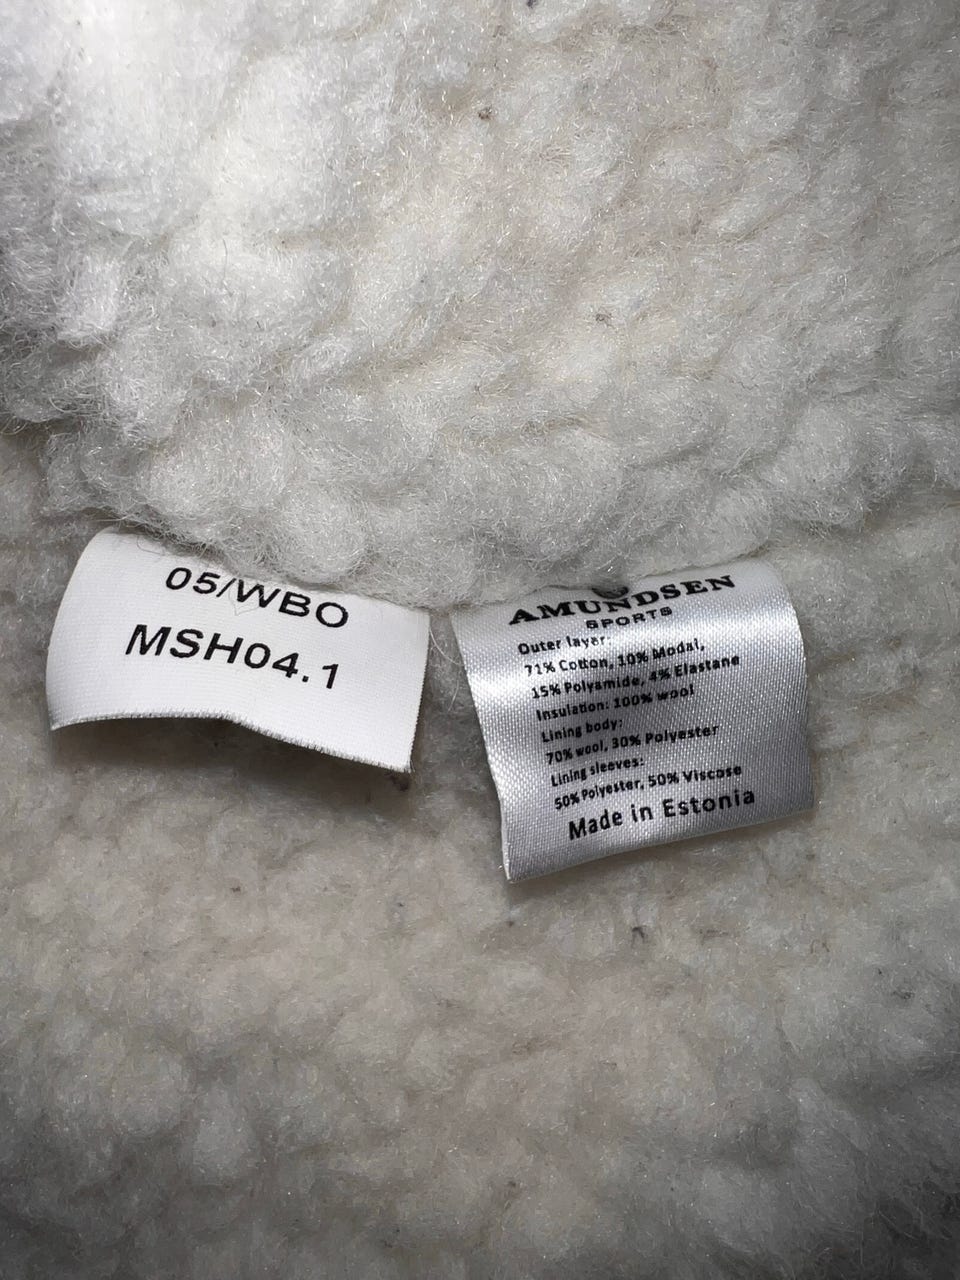 05/WBO
MSH04.1
AMUNDSEN
SPORTS
Outer layer:
71% Cotton, 10% Modal,
15% Polyamide, 4% Elastane
Insulation: 100% wool
Lining body:
70% wool, 30% Polyester
Lining sleeves:
50% Polyester, 50% Viscose
Made in Estonia